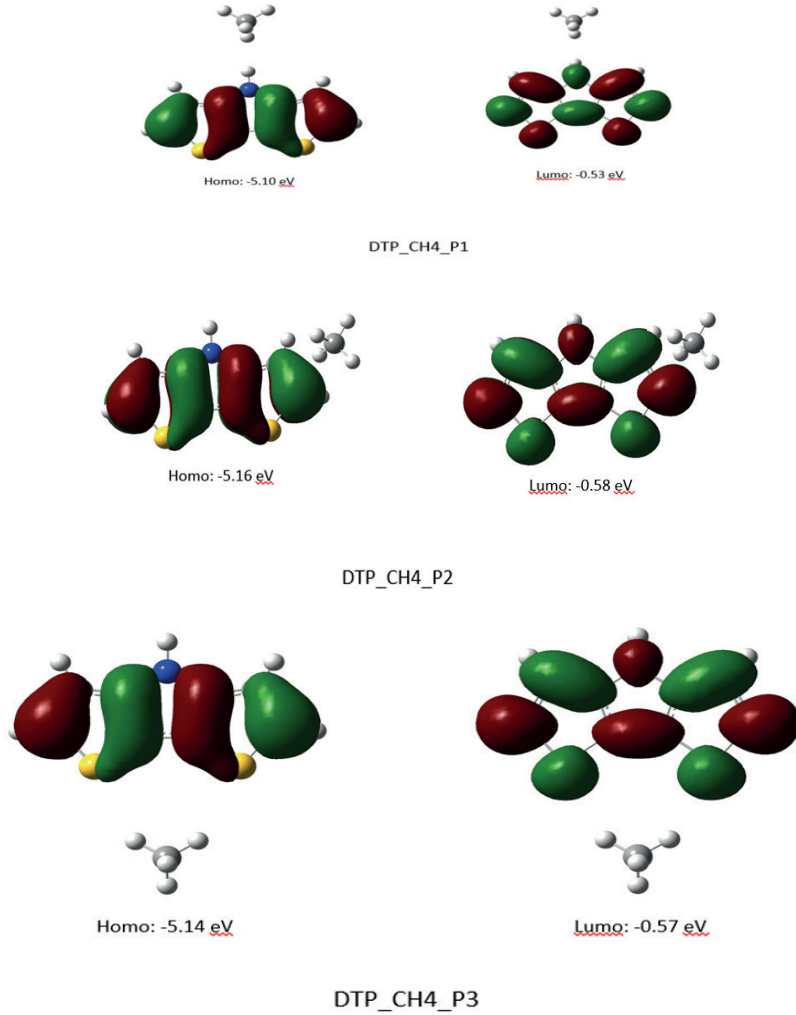 Homo: -5.10 eV
Lumo: -0.53 eV
DTP_CH4_P1
Homo: -5.16 eV
Lumo: -0.58 eV
DTP_CH4_P2
Homo: -5.14 eV
Lumo: -0.57 eV
DTP_CH4_P3